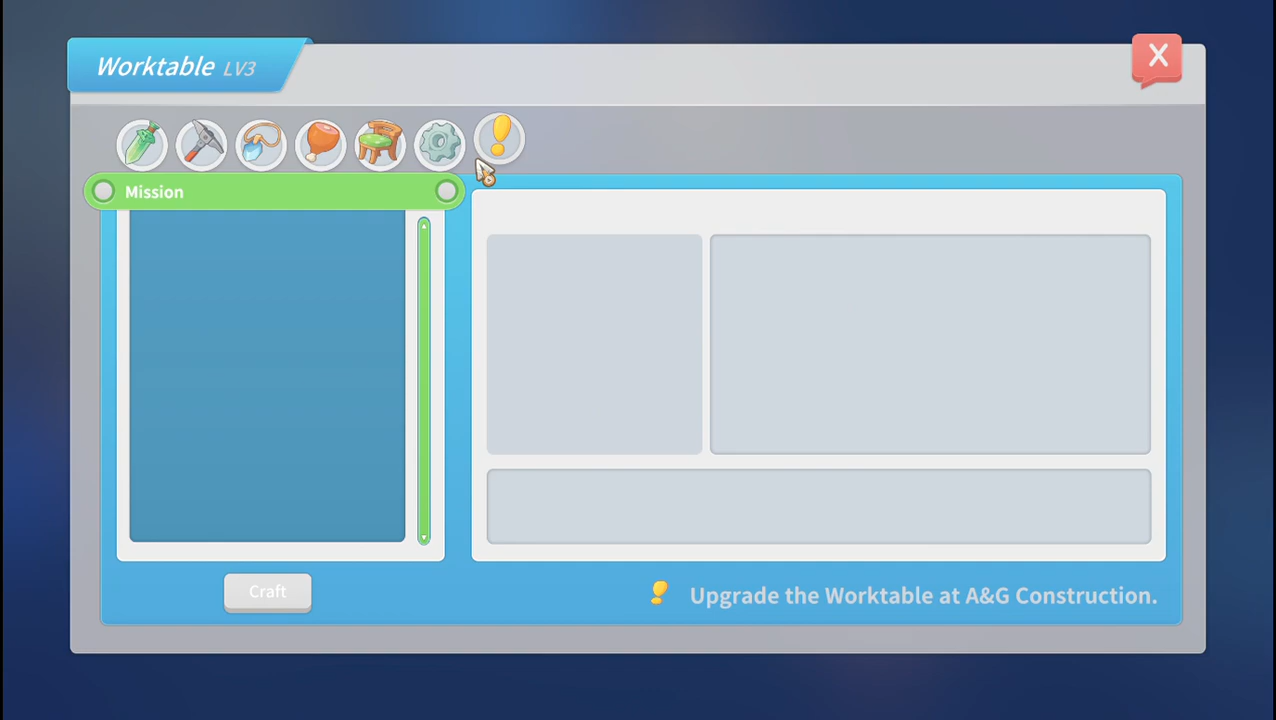 Worktable LV3
X
Mission
Craft
Upgrade the Worktable at A&G Construction.